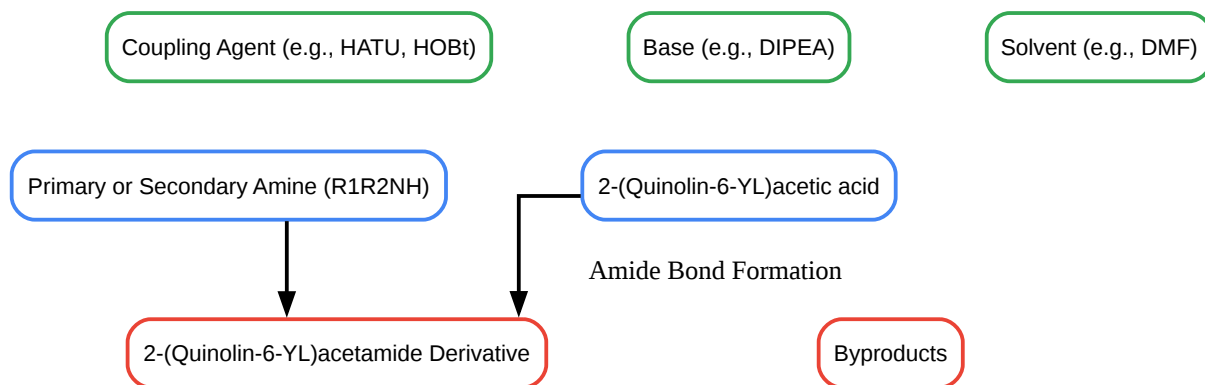 Coupling Agent (e.g., HATU, HOBt)
Base (e.g., DIPEA)
Solvent (e.g., DMF)
Primary or Secondary Amine (R1R2NH)
2-(Quinolin-6-YL)acetic acid
Amide Bond Formation
2-(Quinolin-6-YL)acetamide Derivative
Byproducts